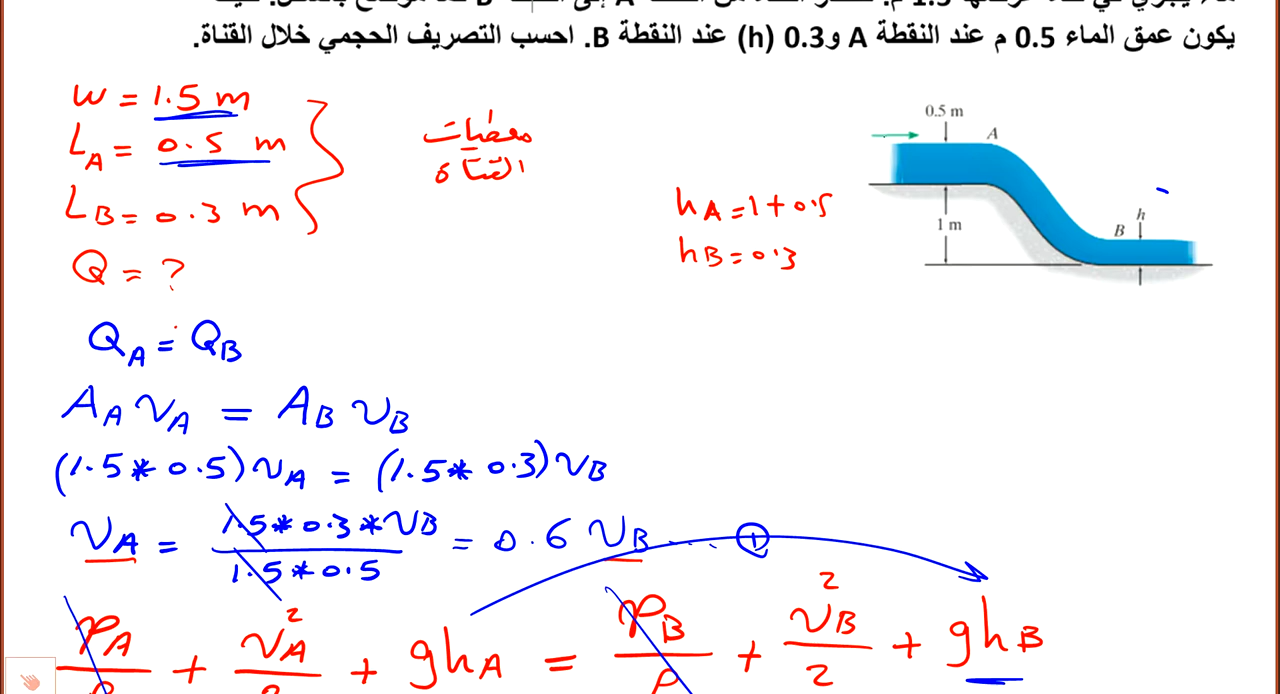 يكون عمق الماء 0.5 م عند النقطة A و0.3 (h) عند النقطة B. احسب التصريف الحجمي خلال القناة.
W = 1.5 m
L_A = 0.5 m
L_B = 0.3 m
معطيات
القناة
Q = ?
h_A = 1 + 0.5
h_B = 0.3
0.5 m
A
1 m
B
h
Q_A = Q_B
A_A v_A = A_B v_B
(1.5 * 0.5) v_A = (1.5 * 0.3) v_B
v_A = (1.5 * 0.3 * v_B) / (1.5 * 0.5) = 0.6 v_B ... ①
P_A/ρ + v_A²/2 + gh_A = P_B/ρ + v_B²/2 + gh_B